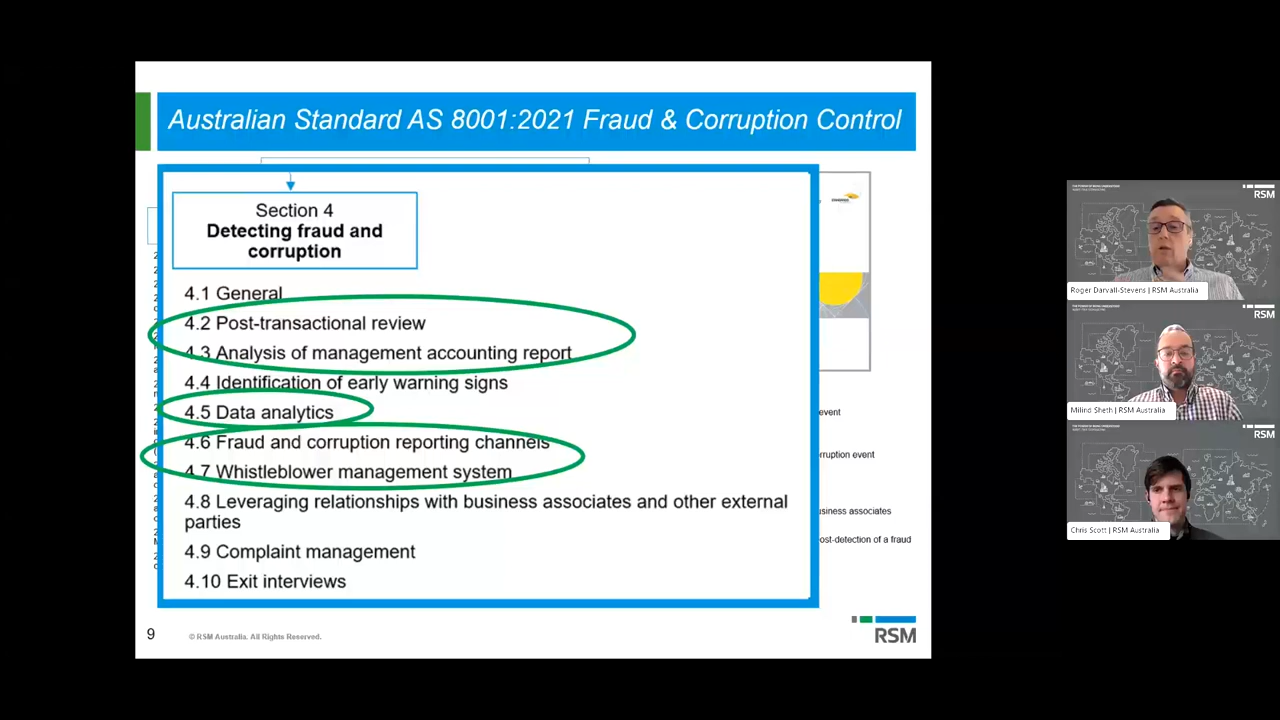 Australian Standard AS 8001:2021 Fraud & Corruption Control
Section 4
Detecting fraud and
corruption
4.1 General
4.2 Post-transactional review
4.3 Analysis of management accounting report
4.4 Identification of early warning signs
4.5 Data analytics
4.6 Fraud and corruption reporting channels
4.7 Whistleblower management system
4.8 Leveraging relationships with business associates and other external
parties
4.9 Complaint management
4.10 Exit interviews
event
rruption event
usiness associates
ost-detection of a fraud
9
© RSM Australia. All Rights Reserved.
RSM
RSM
Roger Darvall-Stevens | RSM Australia
RSM
Milind Sheth | RSM Australia
RSM
Chris Scott | RSM Australia